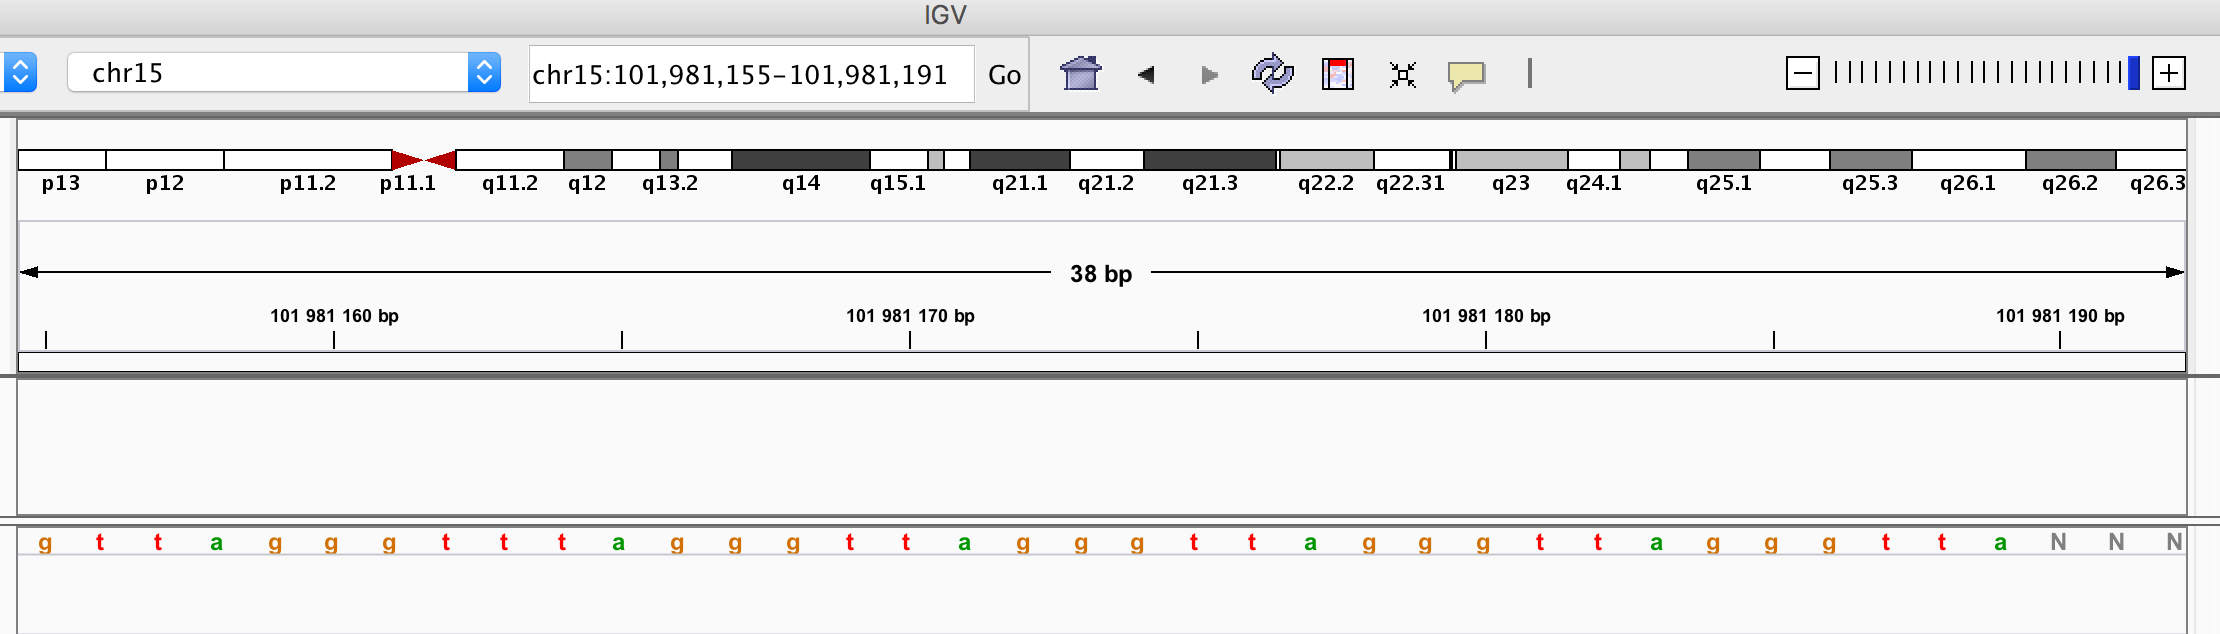 IGV
chr15 chr15:101,981,155-101,981,191 Go
p13 p12 p11.2 p11.1 q11.2 q12 q13.2 q14 q15.1 q21.1 q21.2 q21.3 q22.2 q22.31 q23 q24.1 q25.1 q25.3 q26.1 q26.2 q26.3
38 bp
101 981 160 bp 101 981 170 bp 101 981 180 bp 101 981 190 bp
g t t a g g g t t t a g g g t t a g g g t t a g g g t t a g g g t t a N N N